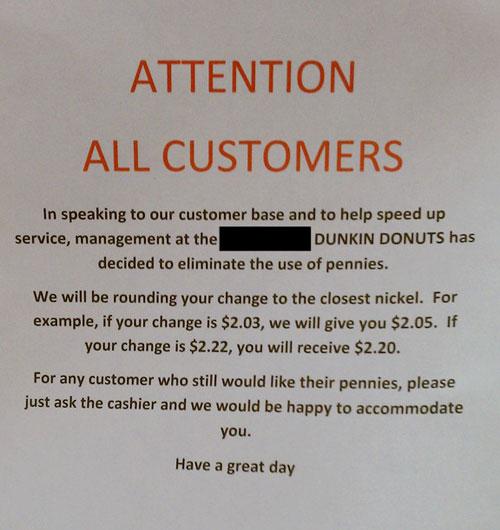 ATTENTION
ALL CUSTOMERS
In speaking to our customer base and to help speed up
service, management at the DUNKIN DONUTS has
decided to eliminate the use of pennies.
We will be rounding your change to the closest nickel. For
example, if your change is $2.03, we will give you $2.05. If
your change is $2.22, you will receive $2.20.
For any customer who still would like their pennies, please
just ask the cashier and we would be happy to accommodate
you.
Have a great day